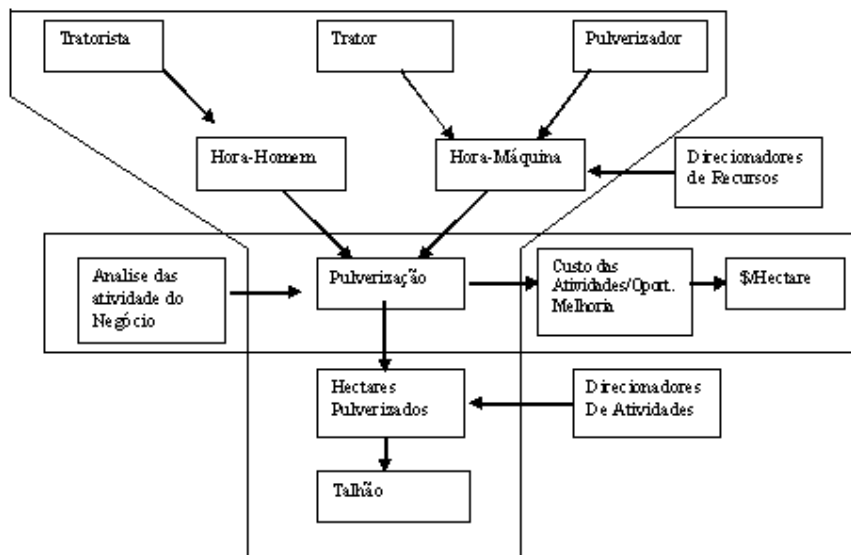 Tratorista
Trator
Pulverizador
Hora-Homem
Hora-Máquina
Direcionadores
de Recursos
Analise das
atividade do
Negócio
Pulverização
Custo das
Atividades/Oport.
Melhoria
$/Hectare
Hectares
Pulverizados
Direcionadores
De Atividades
Talhão